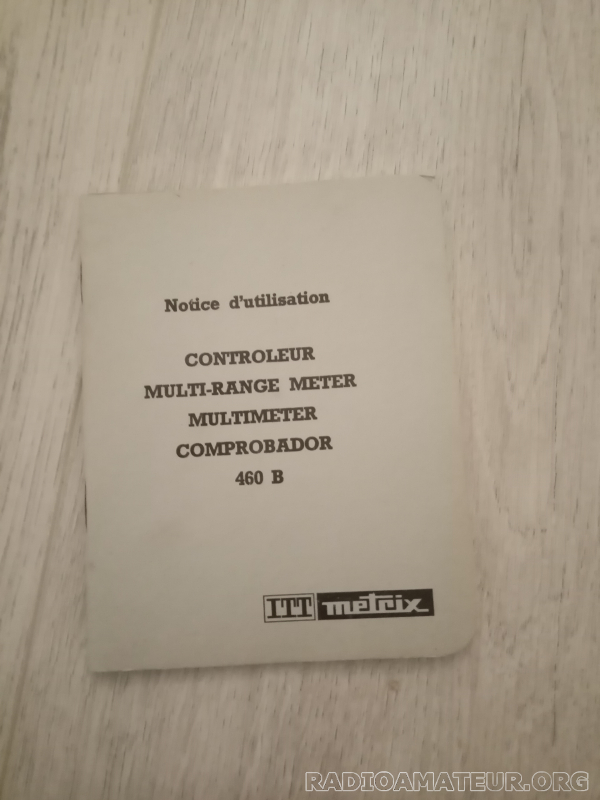 Notice d'utilisation
CONTROLEUR
MULTI-RANGE METER
MULTIMETER
COMPROBADOR
460 B
ITT metrix
RADIOAMATEUR.ORG